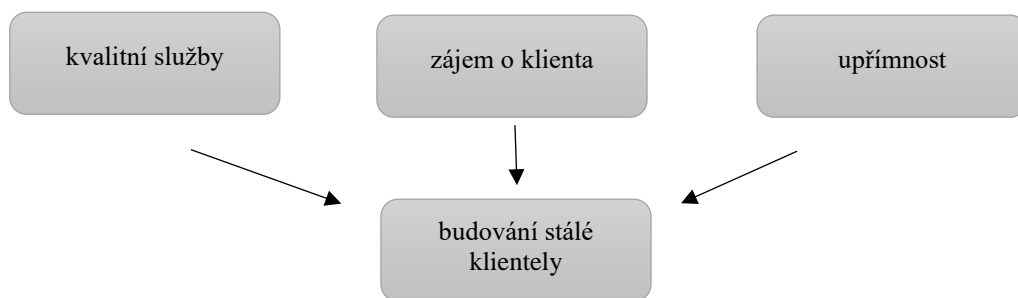 kvalitní služby
zájem o klienta
upřímnost
budování stálé
klientely